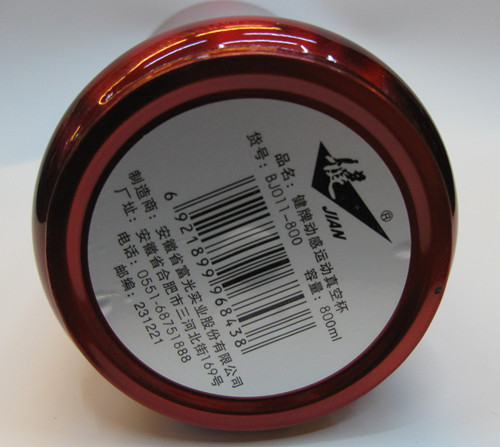 健
®
JIAN
品名：健牌动感运动真空杯
货号：BJ011-800 容量：800ml
6 921899 968438
制造商：安徽省富光实业股份有限公司
厂址：安徽省合肥市三河北街169号
电话：0551-68751888
邮编：231221